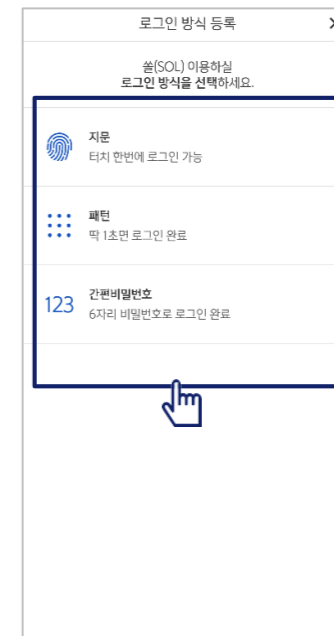 로그인 방식 등록
쏠(SOL) 이용하실
로그인 방식을 선택하세요.
지문
터치 한번에 로그인 가능
패턴
딱 1초면 로그인 완료
123
간편비밀번호
6자리 비밀번호로 로그인 완료